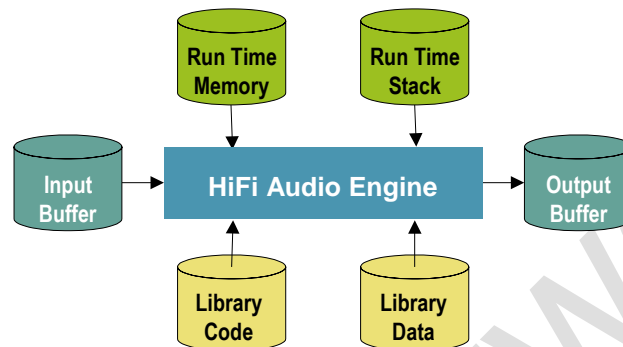 Run Time
Memory
Run Time
Stack
Input
Buffer
HiFi Audio Engine
Output
Buffer
Library
Code
Library
Data